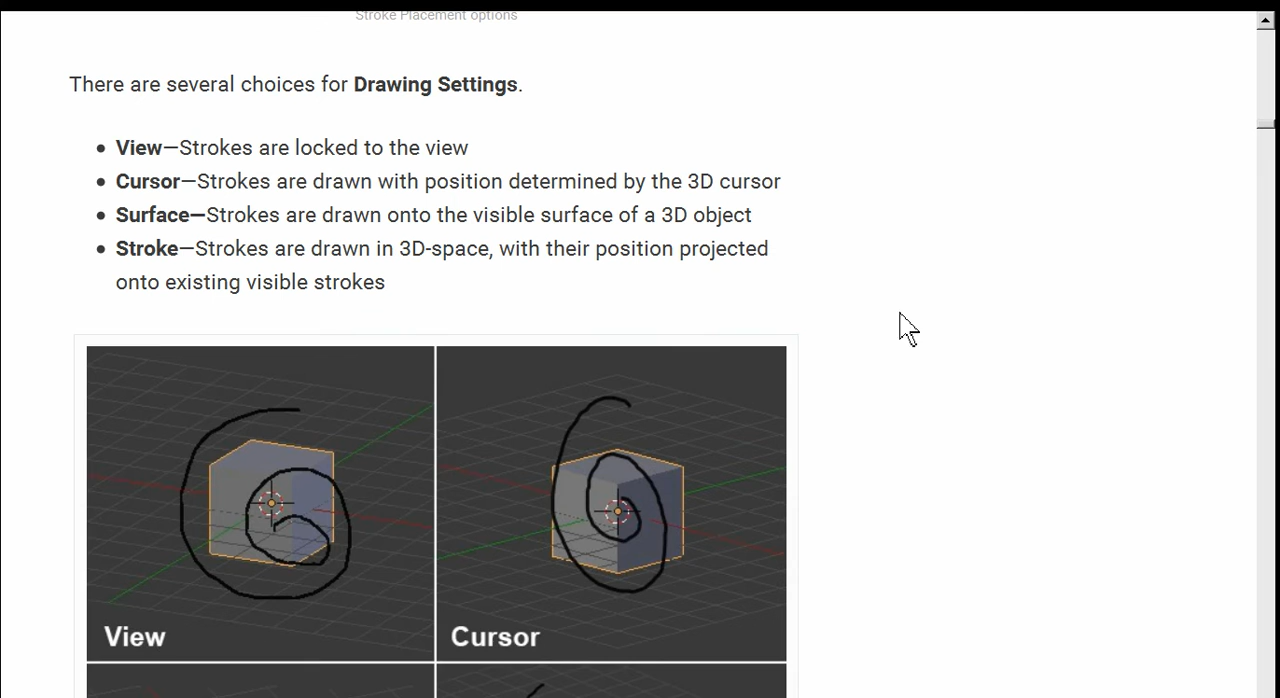 Stroke Placement options
There are several choices for Drawing Settings.
View—Strokes are locked to the view
Cursor—Strokes are drawn with position determined by the 3D cursor
Surface—Strokes are drawn onto the visible surface of a 3D object
Stroke—Strokes are drawn in 3D-space, with their position projected
onto existing visible strokes
View
Cursor